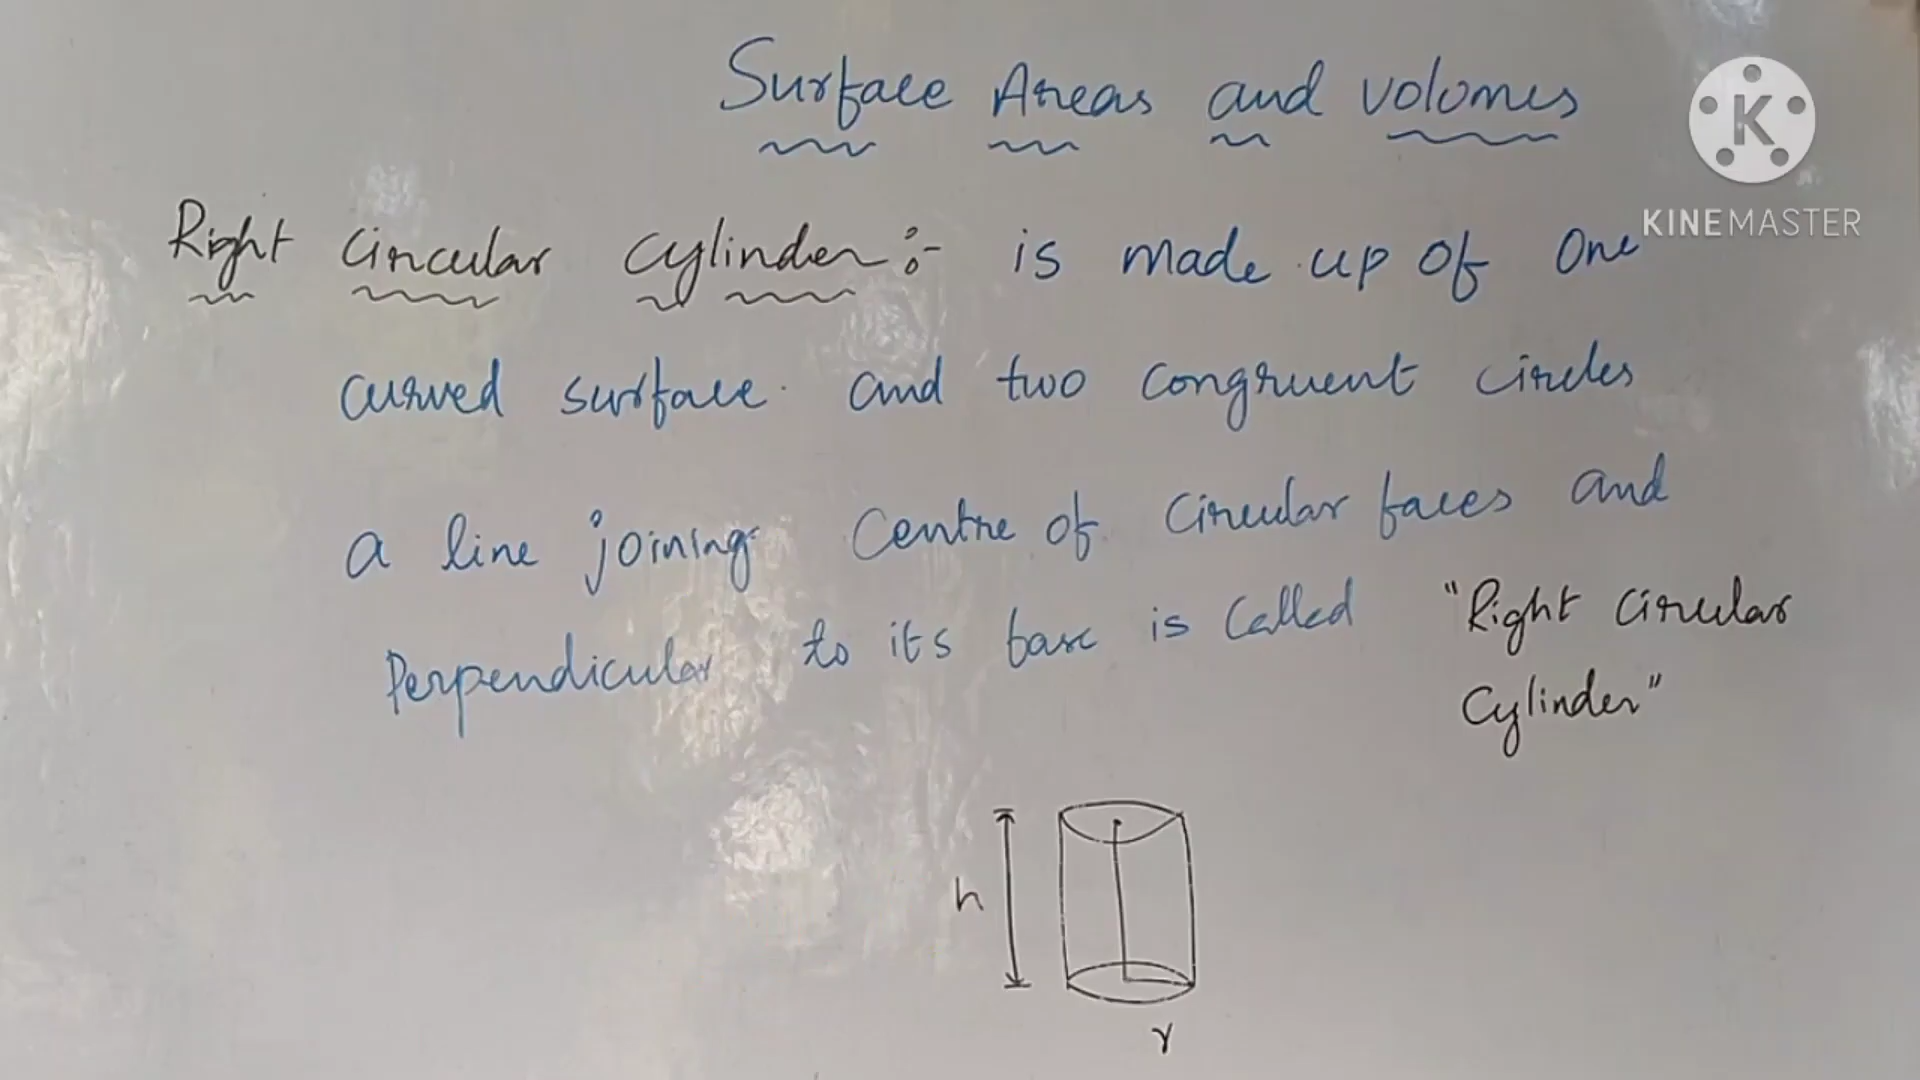 Surface Areas and volomes
K
KINEMASTER
Right Circular Cylinder :- is made up of One
curved surface and two congruent circles
a line joining Centre of Circular faces and
Perpendicular to its base is Called "Right Circular
Cylinder"
h
r